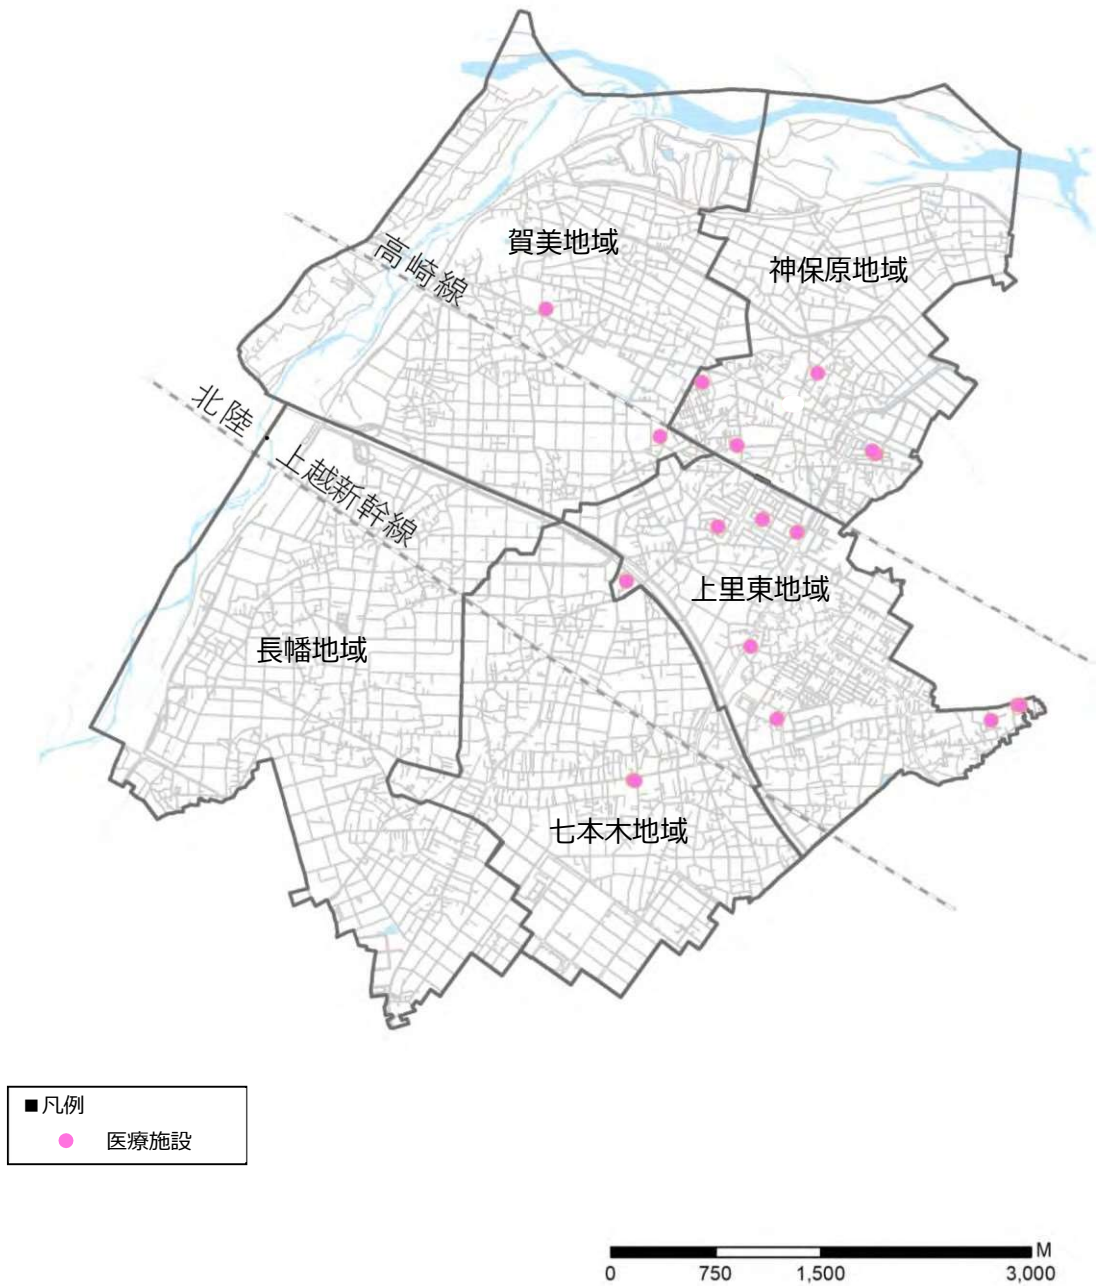 賀美地域
高崎線
神保原地域
北陸・上越新幹線
上里東地域
長幡地域
七本木地域
■凡例
医療施設
M
0 750 1,500 3,000